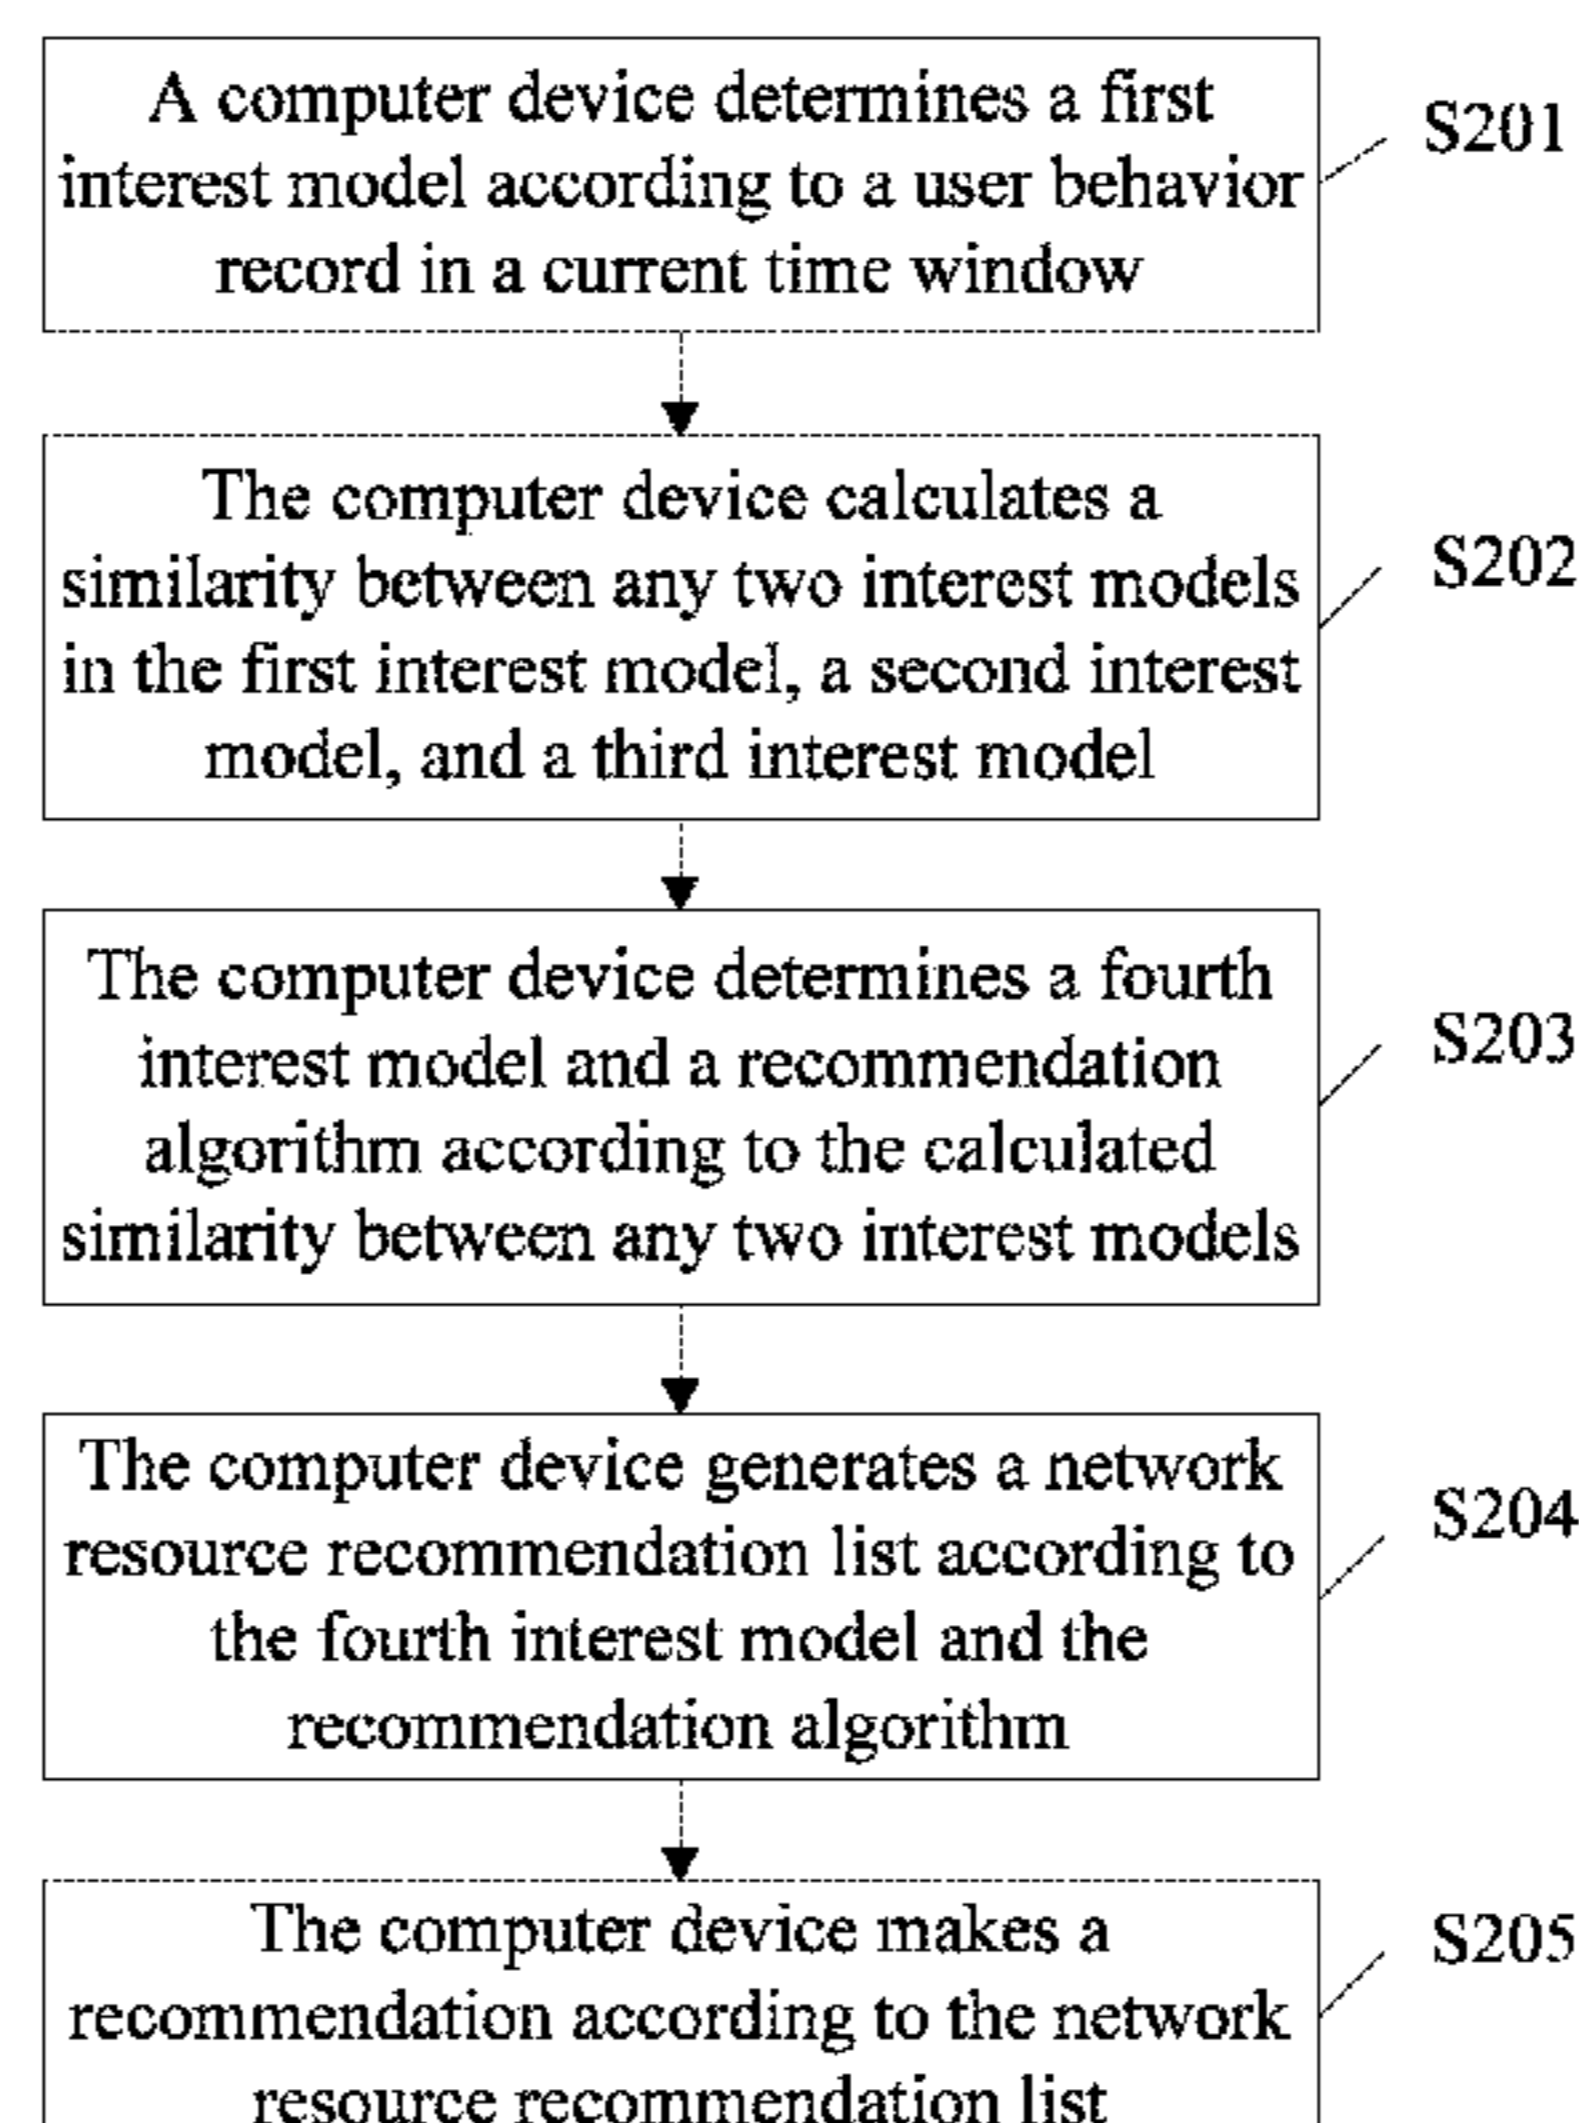 A computer device determines a first
interest model according to a user behavior
record in a current time window
S201
The computer device calculates a
similarity between any two interest models
in the first interest model, a second interest
model, and a third interest model
S202
The computer device determines a fourth
interest model and a recommendation
algorithm according to the calculated
similarity between any two interest models
S203
The computer device generates a network
resource recommendation list according to
the fourth interest model and the
recommendation algorithm
S204
The computer device makes a
recommendation according to the network
resource recommendation list
S205